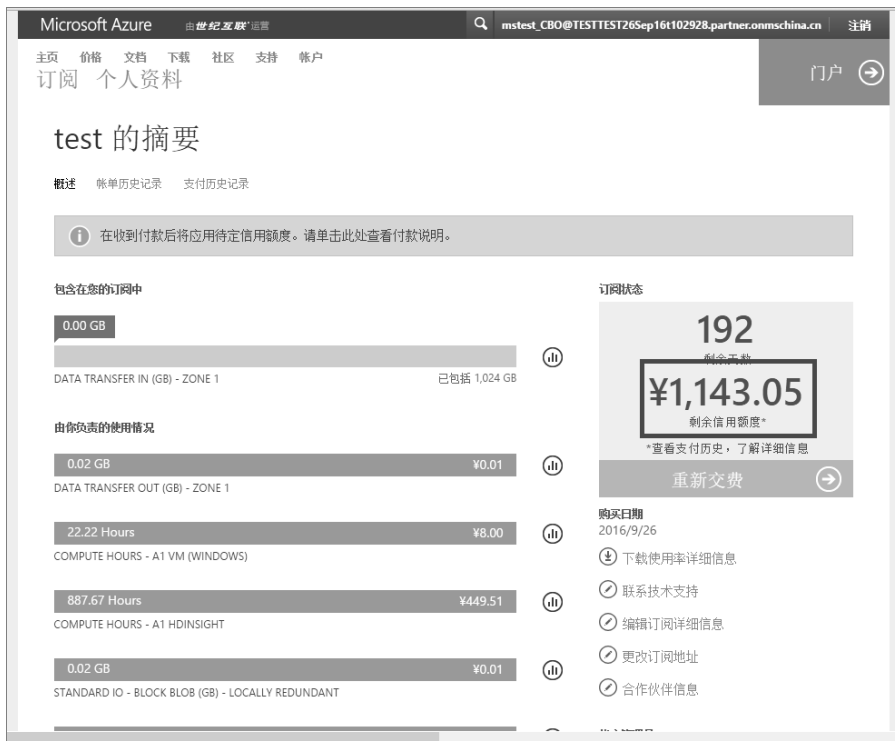 Microsoft Azure 由世纪互联运营 mstest_CBO@TESTTEST26Sep16t102928.partner.onmschina.cn 注销
主页 价格 文档 下载 社区 支持 帐户
订阅 个人资料
门户
test 的摘要
概述 帐单历史记录 支付历史记录
在收到付款后将应用待定信用额度。请单击此处查看付款说明。
包含在您的订阅中
0.00 GB
DATA TRANSFER IN (GB) - ZONE 1 已包括 1,024 GB
由你负责的使用情况
0.02 GB ¥0.01
DATA TRANSFER OUT (GB) - ZONE 1
22.22 Hours ¥8.00
COMPUTE HOURS - A1 VM (WINDOWS)
887.67 Hours ¥449.51
COMPUTE HOURS - A1 HDINSIGHT
0.02 GB ¥0.01
STANDARD IO - BLOCK BLOB (GB) - LOCALLY REDUNDANT
订阅状态
192
剩余天数
¥1,143.05
剩余信用额度*
*查看支付历史，了解详细信息
重新交费
购买日期
2016/9/26
下载使用率详细信息
联系技术支持
编辑订阅详细信息
更改订阅地址
合作伙伴信息